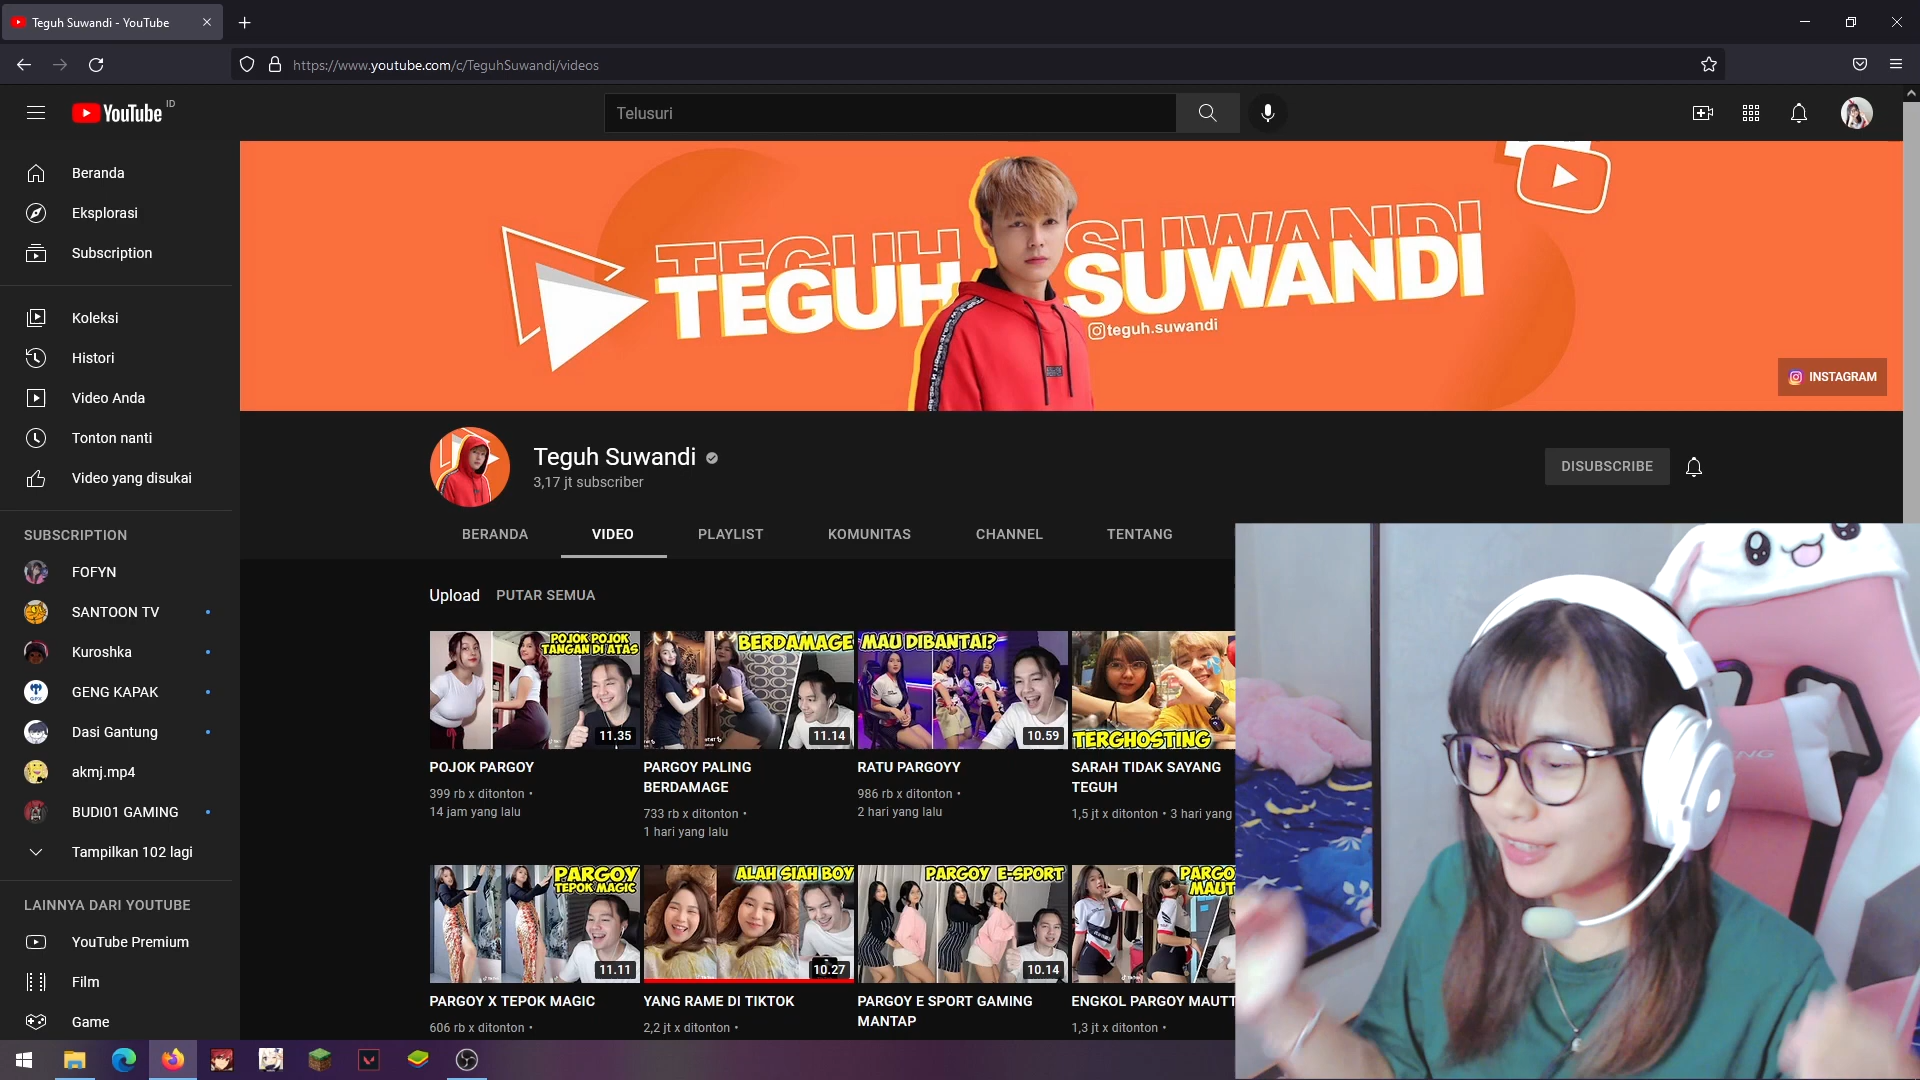 Teguh Suwandi - YouTube
https://www.youtube.com/c/TeguhSuwandi/videos
YouTube ID
Telusuri
Beranda
Eksplorasi
Subscription
Koleksi
Histori
Video Anda
Tonton nanti
Video yang disukai
SUBSCRIPTION
FOFYN
SANTOON TV
Kuroshka
GENG KAPAK
Dasi Gantung
akmj.mp4
BUDI01 GAMING
Tampilkan 102 lagi
LAINNYA DARI YOUTUBE
YouTube Premium
Film
Game
TEGUH SUWANDI
TEGUH SUWANDI
teguh.suwandi
INSTAGRAM
Teguh Suwandi
3,17 jt subscriber
DISUBSCRIBE
BERANDA VIDEO PLAYLIST KOMUNITAS CHANNEL TENTANG
Upload PUTAR SEMUA
POJOK POJOK
TANGAN DI ATAS
11.35
POJOK PARGOY
399 rb x ditonton •
14 jam yang lalu
BERDAMAGE
11.14
PARGOY PALING
BERDAMAGE
733 rb x ditonton •
1 hari yang lalu
MAU DIBANTAI?
10.59
RATU PARGOYY
986 rb x ditonton •
2 hari yang lalu
TERGHOSTING
SARAH TIDAK SAYANG
TEGUH
1,5 jt x ditonton • 3 hari yang
PARGOY
TEPOK MAGIC
11.11
PARGOY X TEPOK MAGIC
606 rb x ditonton •
ALAH SIAH BOY
10.27
YANG RAME DI TIKTOK
2,2 jt x ditonton •
PARGOY E-SPORT
10.14
PARGOY E SPORT GAMING
MANTAP
PARGO
MAUT
ENGKOL PARGOY MAUTT
1,3 jt x ditonton •